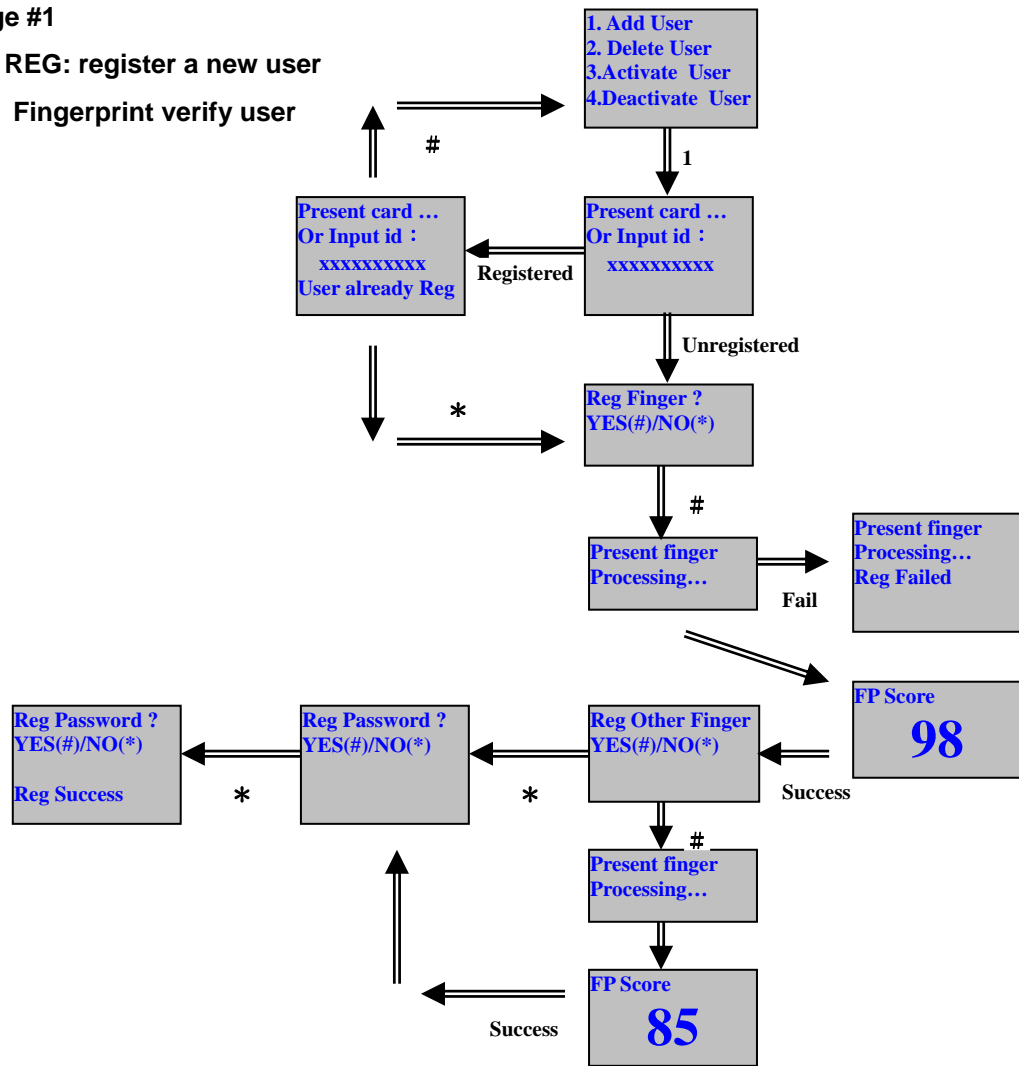 ge #1
REG: register a new user
Fingerprint verify user
1. Add User
2. Delete User
3.Activate  User
4.Deactivate  User
#
1
Present card …
Or Input id：
xxxxxxxxxx
User already Reg
Registered
Present card …
Or Input id：
xxxxxxxxxx
Unregistered
*
Reg Finger ?
YES(#)/NO(*)
#
Present finger
Processing…
Fail
Present finger
Processing…
Reg Failed
FP Score
98
Success
Reg Other Finger
YES(#)/NO(*)
*
Reg Password ?
YES(#)/NO(*)
*
Reg Password ?
YES(#)/NO(*)
Reg Success
#
Present finger
Processing…
FP Score
85
Success